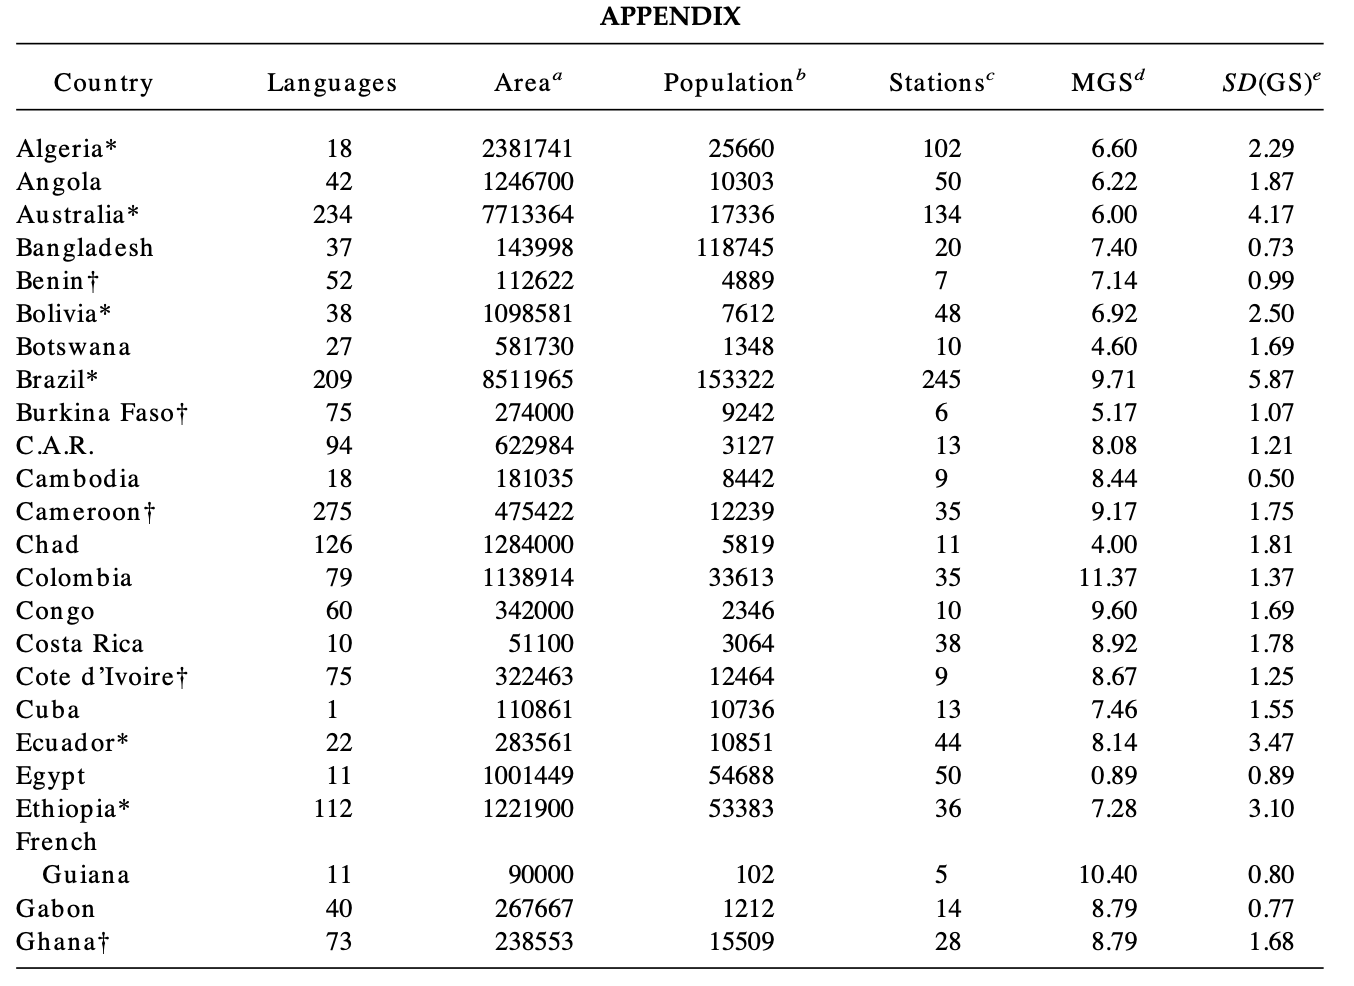 APPENDIX
Country Languages Area^a Population^b Stations^c MGS^d SD(GS)^e
Algeria* 18 2381741 25660 102 6.60 2.29
Angola 42 1246700 10303 50 6.22 1.87
Australia* 234 7713364 17336 134 6.00 4.17
Bangladesh 37 143998 118745 20 7.40 0.73
Benin† 52 112622 4889 7 7.14 0.99
Bolivia* 38 1098581 7612 48 6.92 2.50
Botswana 27 581730 1348 10 4.60 1.69
Brazil* 209 8511965 153322 245 9.71 5.87
Burkina Faso† 75 274000 9242 6 5.17 1.07
C.A.R. 94 622984 3127 13 8.08 1.21
Cambodia 18 181035 8442 9 8.44 0.50
Cameroon† 275 475422 12239 35 9.17 1.75
Chad 126 1284000 5819 11 4.00 1.81
Colombia 79 1138914 33613 35 11.37 1.37
Congo 60 342000 2346 10 9.60 1.69
Costa Rica 10 51100 3064 38 8.92 1.78
Cote d’Ivoire† 75 322463 12464 9 8.67 1.25
Cuba 1 110861 10736 13 7.46 1.55
Ecuador* 22 283561 10851 44 8.14 3.47
Egypt 11 1001449 54688 50 0.89 0.89
Ethiopia* 112 1221900 53383 36 7.28 3.10
French
Guiana 11 90000 102 5 10.40 0.80
Gabon 40 267667 1212 14 8.79 0.77
Ghana† 73 238553 15509 28 8.79 1.68